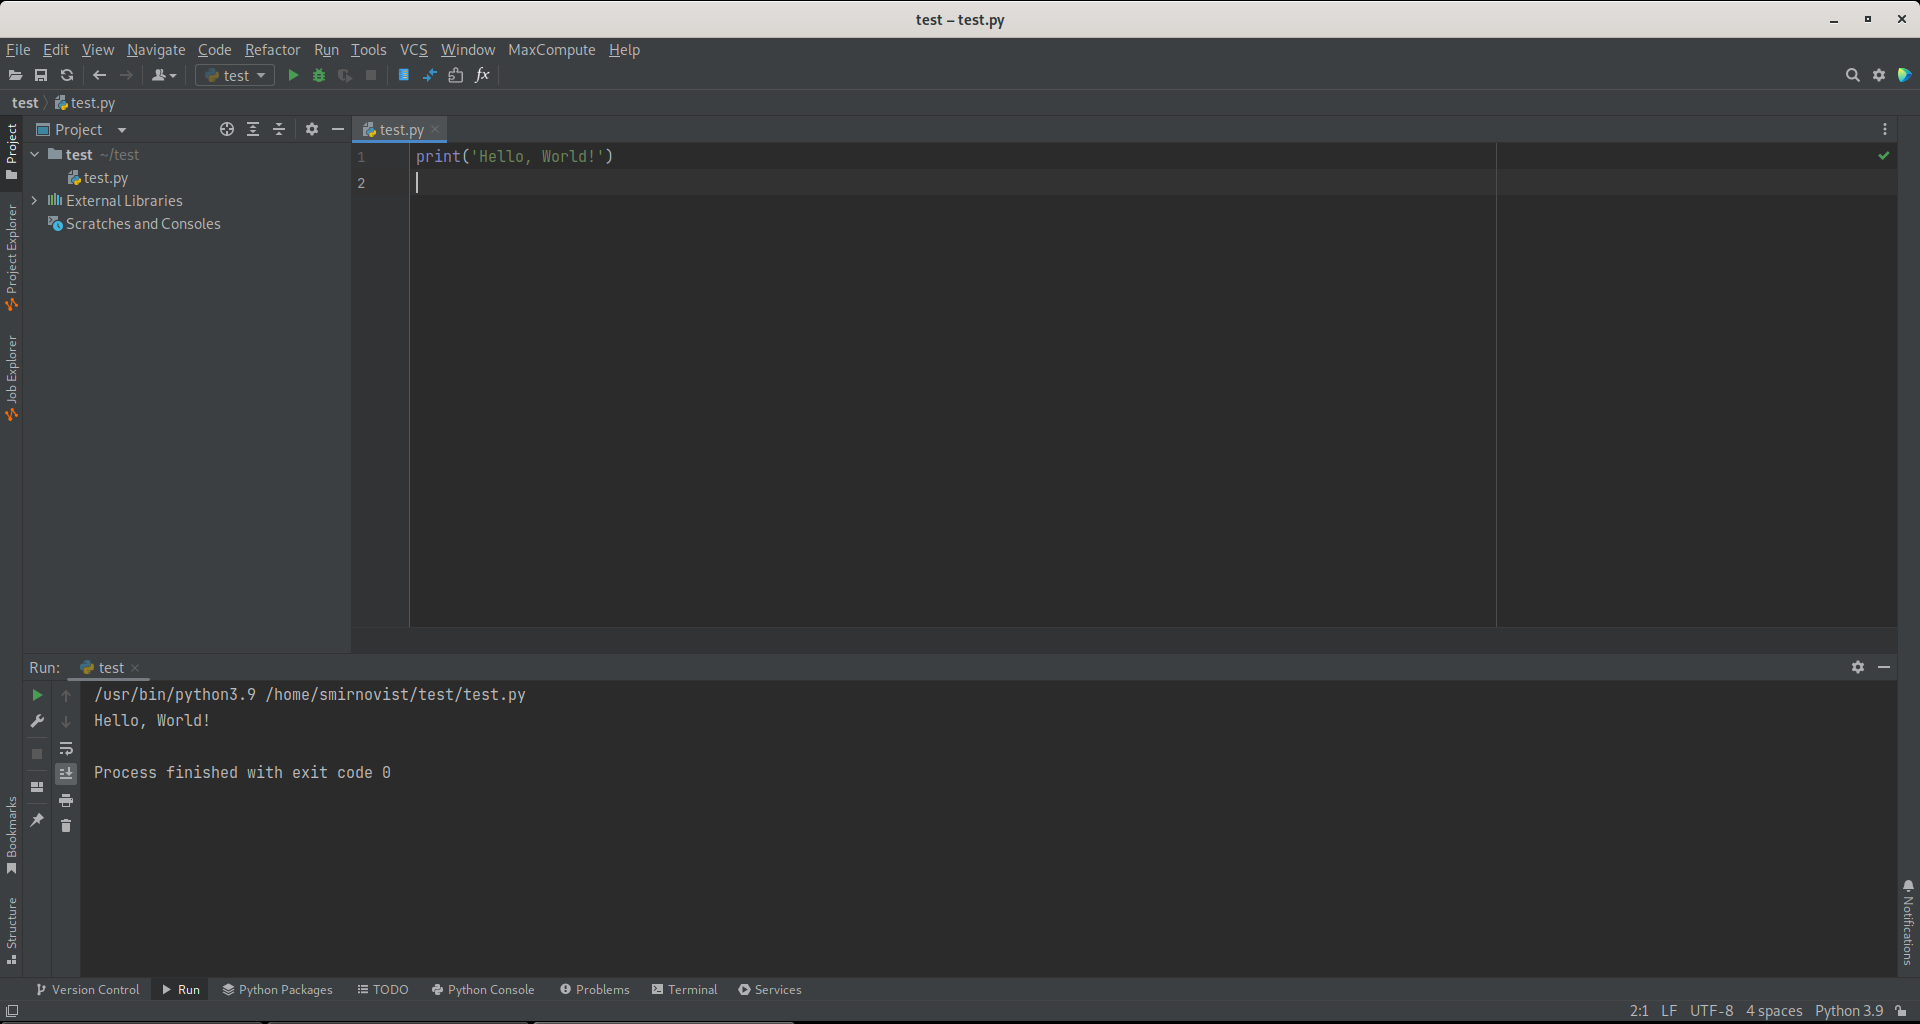 test – test.py
File Edit View Navigate Code Refactor Run Tools VCS Window MaxCompute Help
test
test test.py
Project
test.py
test ~/test
test.py
External Libraries
Scratches and Consoles
1 print('Hello, World!')
2
Project
Project Explorer
Job Explorer
Bookmarks
Structure
Notifications
Run: test
/usr/bin/python3.9 /home/smirnovist/test/test.py
Hello, World!
Process finished with exit code 0
Version Control Run Python Packages TODO Python Console Problems Terminal Services
2:1 LF UTF-8 4 spaces Python 3.9